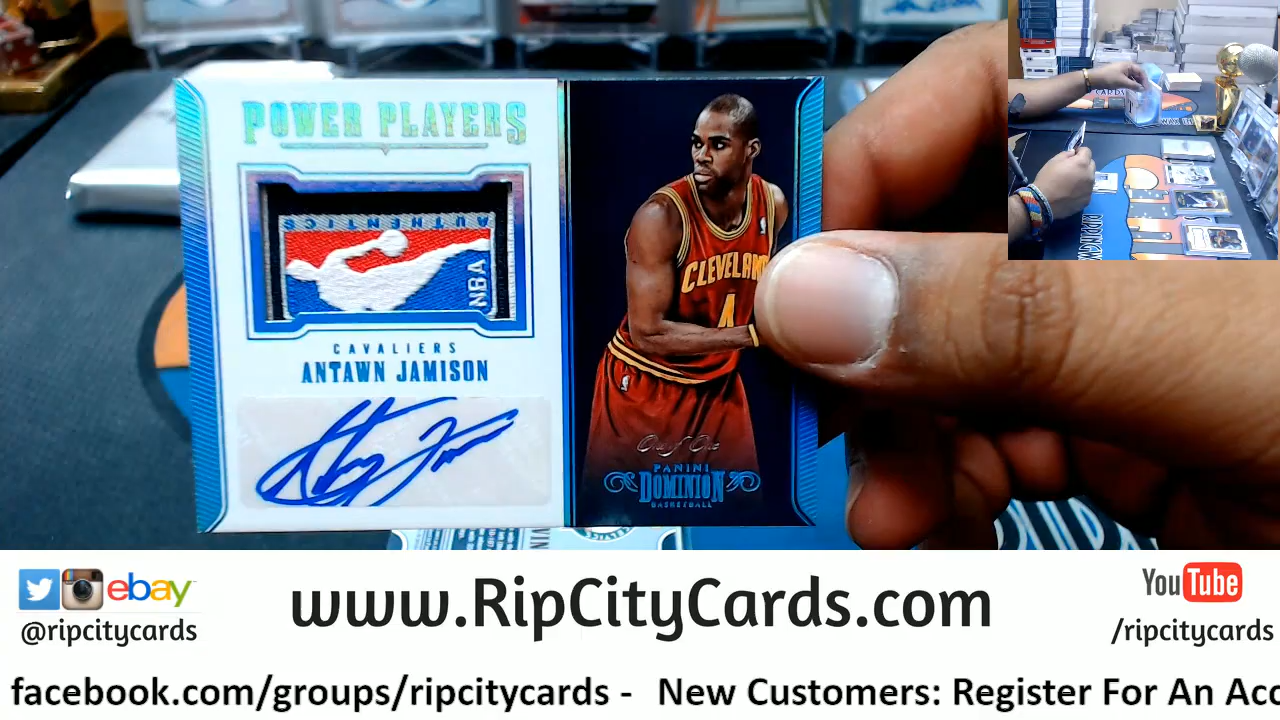 POWER PLAYERS
AUTHENTICS
NBA
CAVALIERS
ANTAWN JAMISON
CLEVELAND
4
One of One
PANINI
DOMINION
BASKETBALL
ebay
@ripcitycards
www.RipCityCards.com
YouTube
/ripcitycards
facebook.com/groups/ripcitycards - New Customers: Register For An Acc